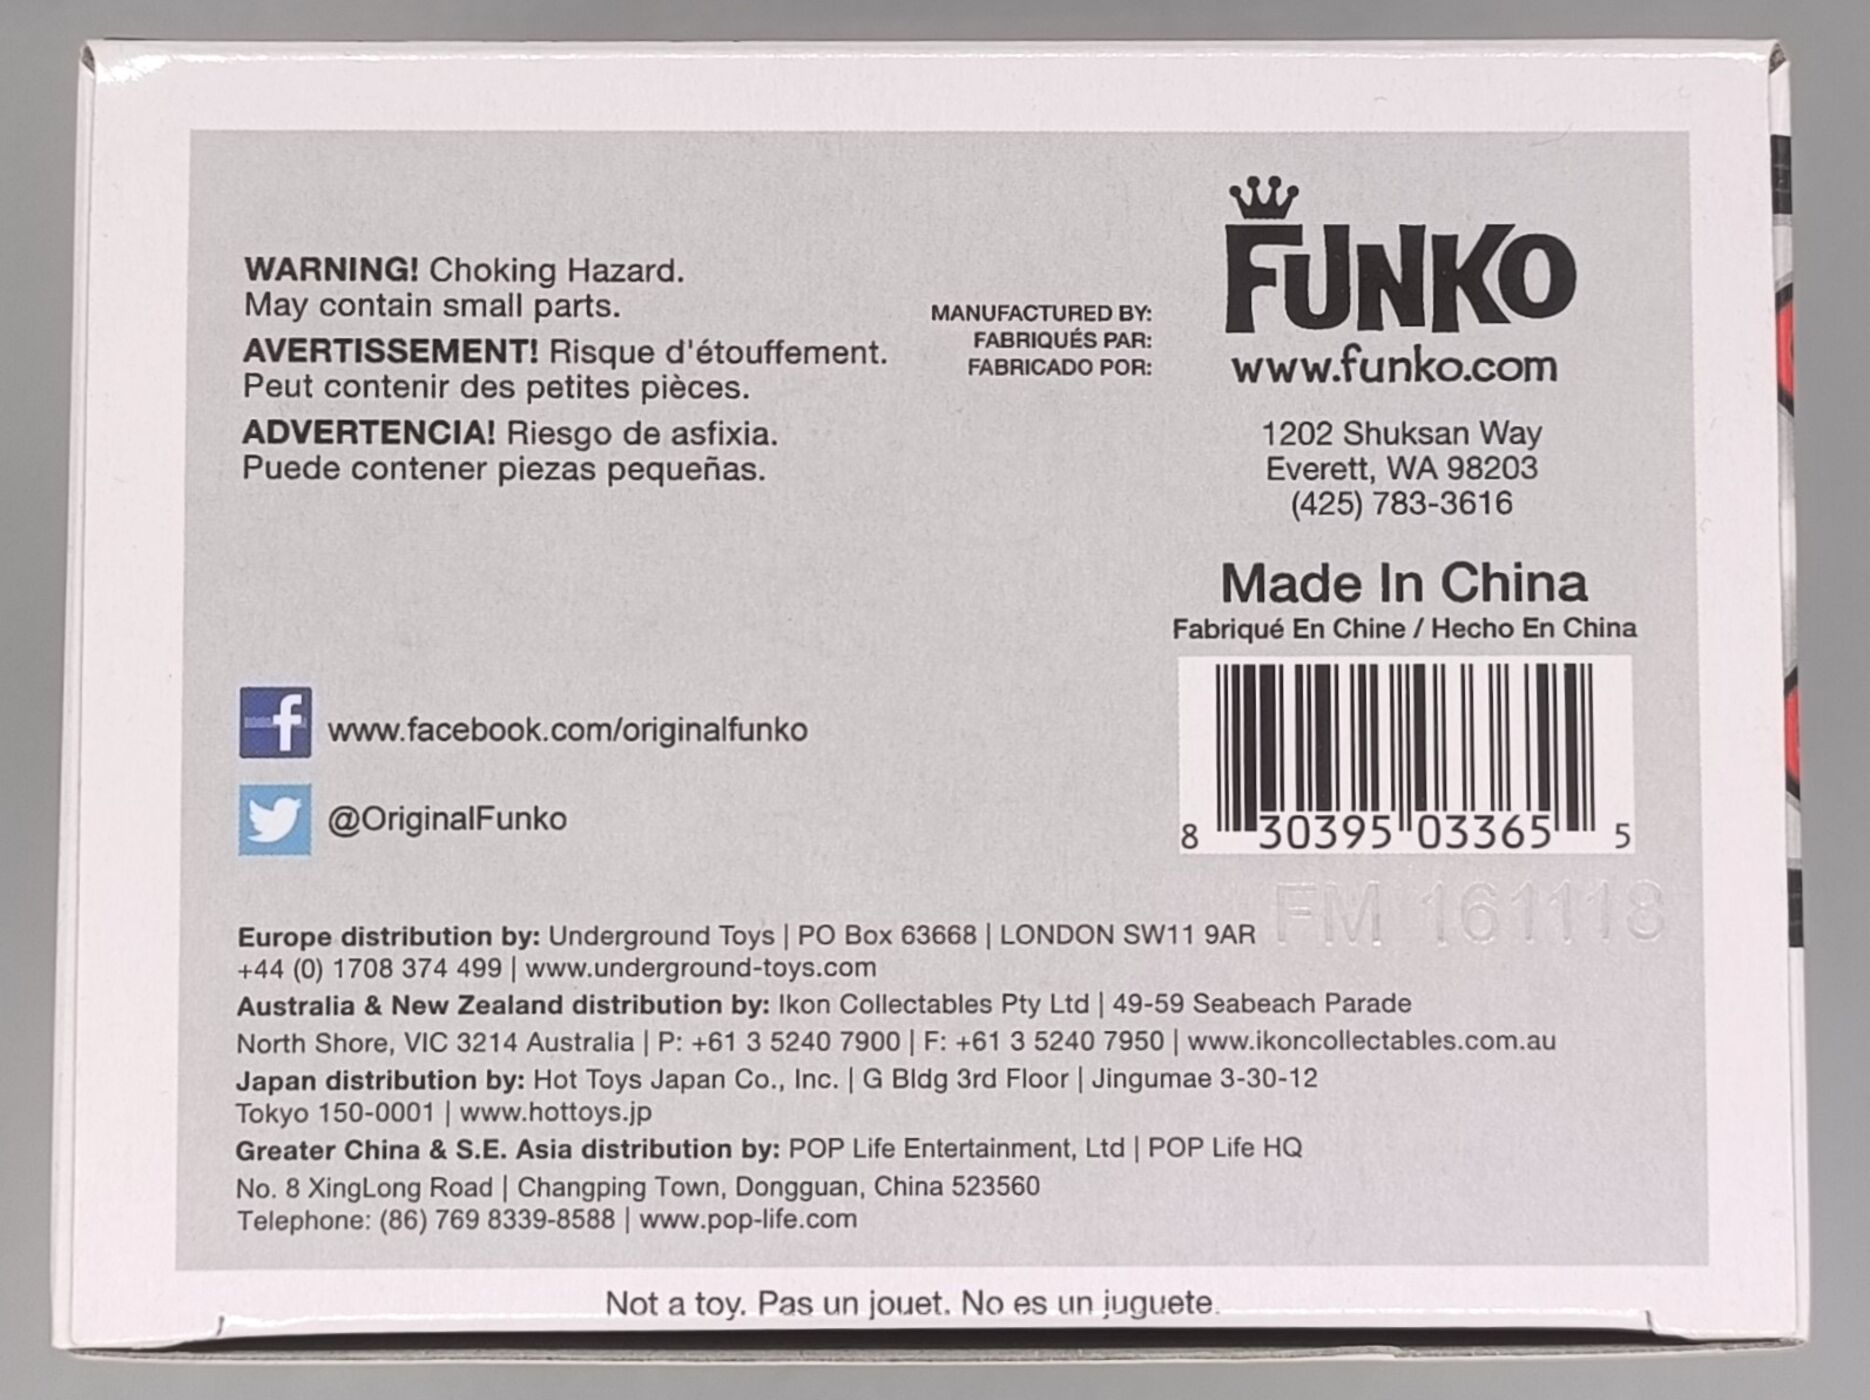 WARNING! Choking Hazard.
May contain small parts.
AVERTISSEMENT! Risque d'étouffement.
Peut contenir des petites pièces.
ADVERTENCIA! Riesgo de asfixia.
Puede contener piezas pequeñas.
MANUFACTURED BY:
FABRIQUÉS PAR:
FABRICADO POR:
FUNKO
www.funko.com
1202 Shuksan Way
Everett, WA 98203
(425) 783-3616
Made In China
Fabriqué En Chine / Hecho En China
8 30395 03365 5
f www.facebook.com/originalfunko
@OriginalFunko
FM 161118
Europe distribution by: Underground Toys | PO Box 63668 | LONDON SW11 9AR
+44 (0) 1708 374 499 | www.underground-toys.com
Australia & New Zealand distribution by: Ikon Collectables Pty Ltd | 49-59 Seabeach Parade
North Shore, VIC 3214 Australia | P: +61 3 5240 7900 | F: +61 3 5240 7950 | www.ikoncollectables.com.au
Japan distribution by: Hot Toys Japan Co., Inc. | G Bldg 3rd Floor | Jingumae 3-30-12
Tokyo 150-0001 | www.hottoys.jp
Greater China & S.E. Asia distribution by: POP Life Entertainment, Ltd | POP Life HQ
No. 8 XingLong Road | Changping Town, Dongguan, China 523560
Telephone: (86) 769 8339-8588 | www.pop-life.com
Not a toy. Pas un jouet. No es un juguete.